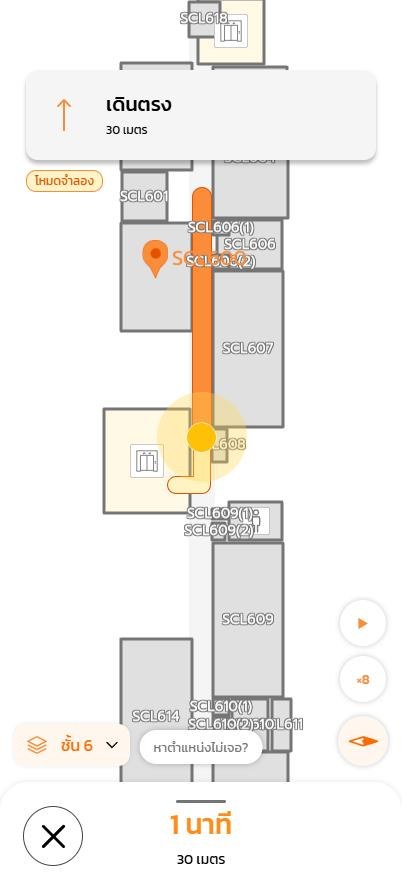 SCL618
เดินตรง
30 เมตร
โหมดจำลอง
SCL601
SCL606(1)
SCL606
SCL606(2)
SCL607
SCL609(1)
SCL609(2)
SCL609
SCL610(1)
SCL614
SCL610(2)
ชั้น 6
หาตำแหน่งไม่เจอ?
×8
1 นาที
30 เมตร